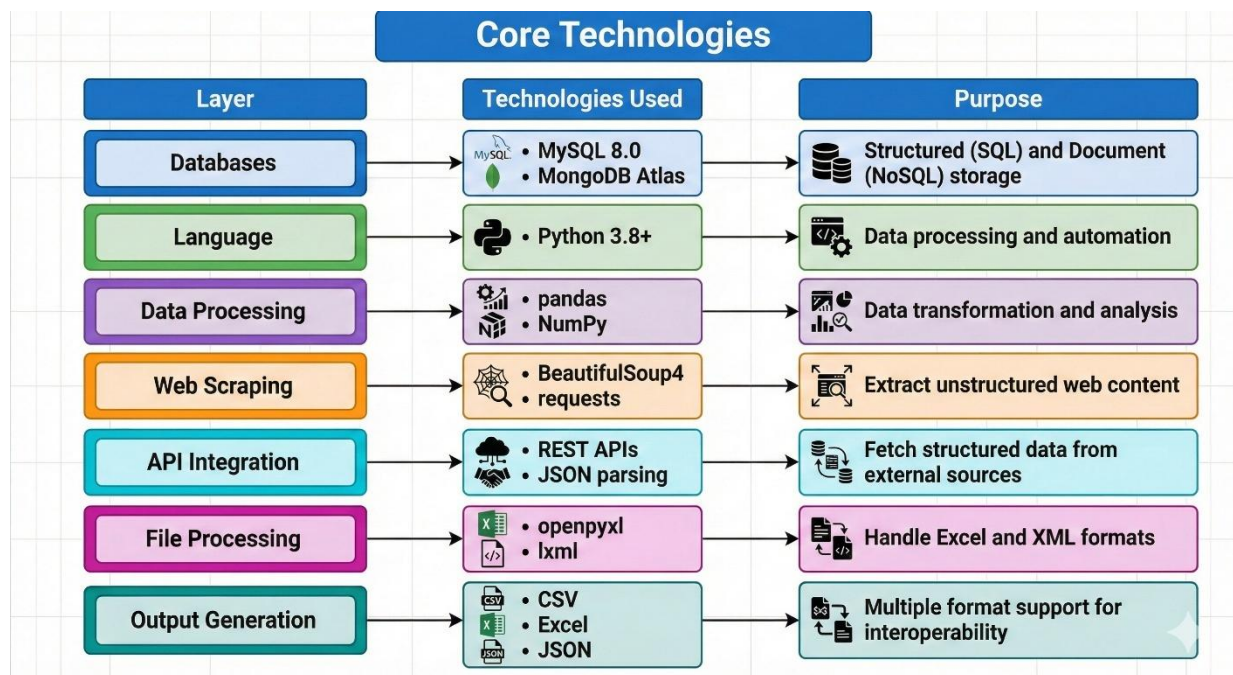 Core Technologies
Layer
Technologies Used
Purpose
Databases
MySQL
• MySQL 8.0
• MongoDB Atlas
Structured (SQL) and Document
(NoSQL) storage
Language
• Python 3.8+
Data processing and automation
Data Processing
• pandas
• NumPy
Data transformation and analysis
Web Scraping
• BeautifulSoup4
• requests
Extract unstructured web content
API Integration
• REST APIs
• JSON parsing
Fetch structured data from
external sources
File Processing
X
</>
• openpyxl
• lxml
Handle Excel and XML formats
Output Generation
CSV
X
JSON
• CSV
• Excel
• JSON
Multiple format support for
interoperability